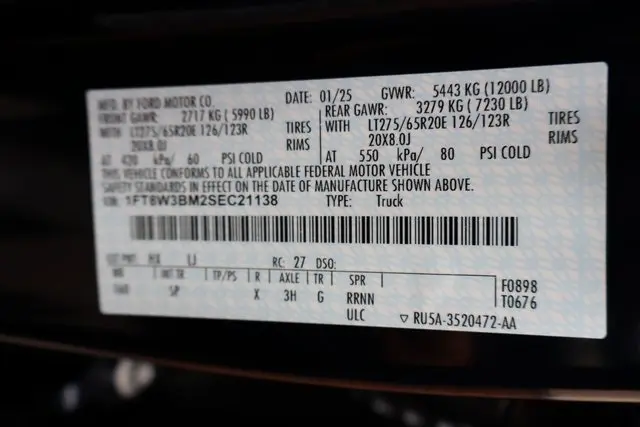 MFD. BY FORD MOTOR CO. DATE: 01/25 GVWR: 5443 KG (12000 LB)
FRONT GAWR: 2717 KG (5990 LB) REAR GAWR: 3279 KG (7230 LB)
WITH LT275/65R20E 126/123R TIRES WITH LT275/65R20E 126/123R TIRES
20X8.0J RIMS 20X8.0J RIMS
AT 420 kPa/ 60 PSI COLD AT 550 kPa/ 80 PSI COLD
THIS VEHICLE CONFORMS TO ALL APPLICABLE FEDERAL MOTOR VEHICLE
SAFETY STANDARDS IN EFFECT ON THE DATE OF MANUFACTURE SHOWN ABOVE.
VIN: 1FT8W3BM2SEC21138 TYPE: Truck
EXT PNT: UJ RC: 27 DSO: F0898
WB INT TR TP/PS R AXLE TR SPR T0676
160 SP X 3H G RRNN
ULC ▽ RU5A-3520472-AA